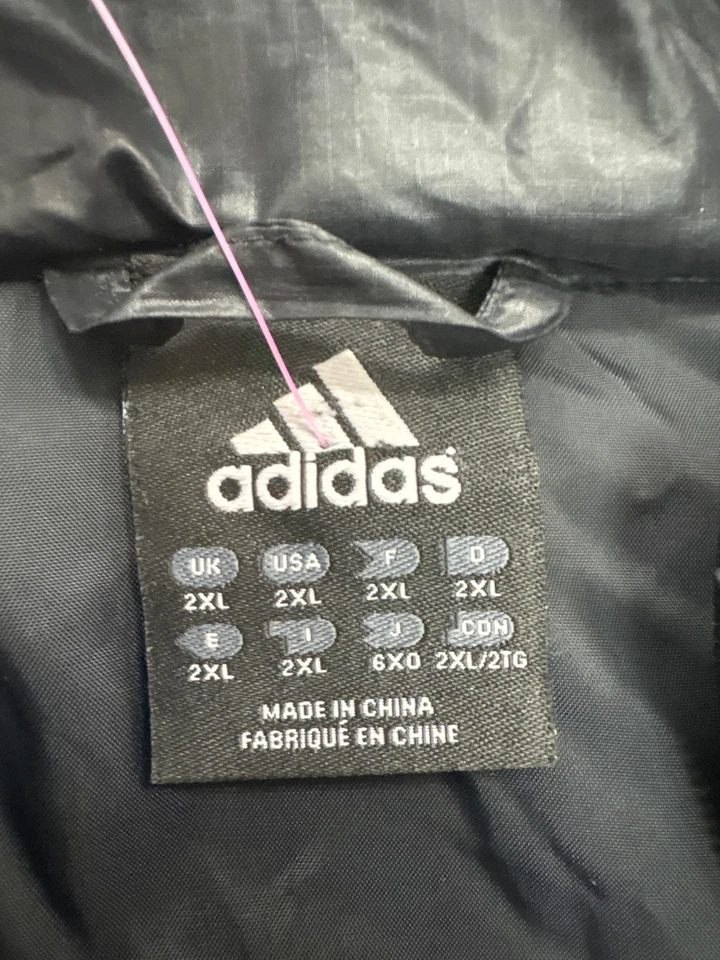 adidas
UK USA F D
2XL 2XL 2XL 2XL
E I J CDN
2XL 2XL 6XO 2XL/2TG
MADE IN CHINA
FABRIQUÉ EN CHINE